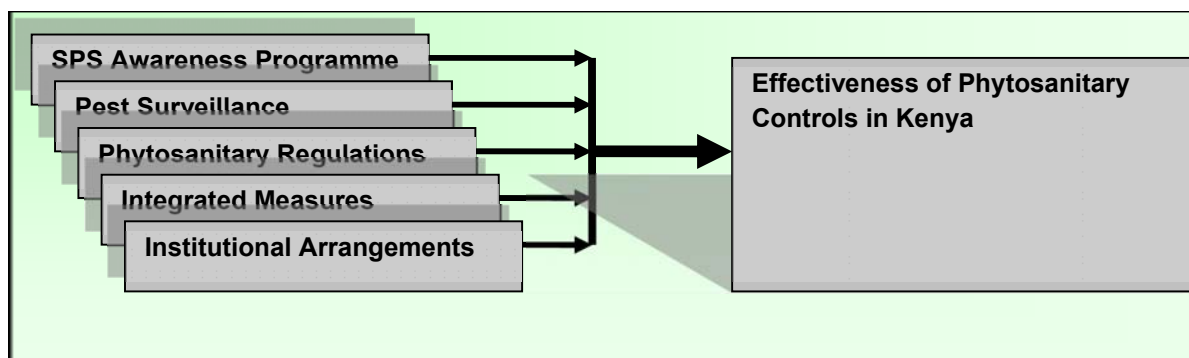 SPS Awareness Programme
Pest Surveillance
Phytosanitary Regulations
Integrated Measures
Institutional Arrangements
Effectiveness of Phytosanitary
Controls in Kenya